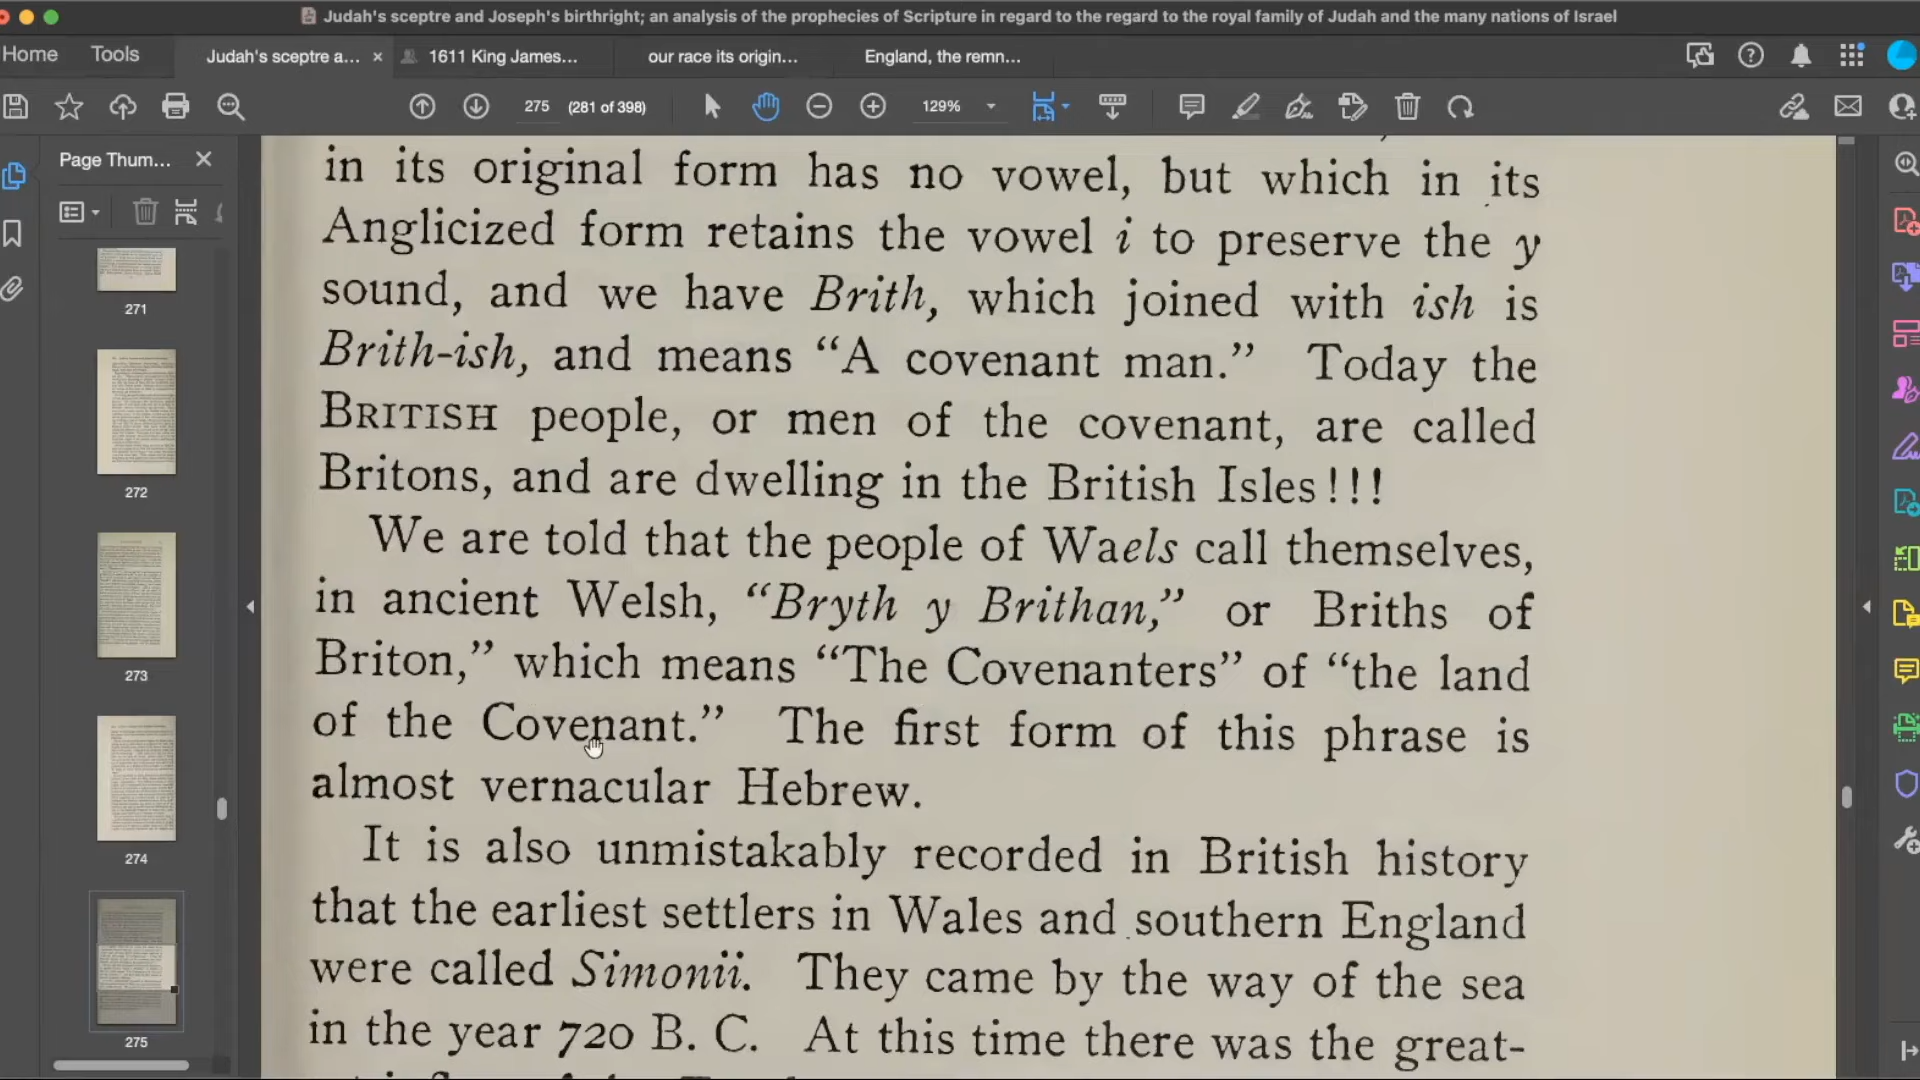 Judah's sceptre and Joseph's birthright; an analysis of the prophecies of Scripture in regard to the regard to the royal family of Judah and the many nations of Israel
Home Tools Judah's sceptre a... × 1611 King James... our race its origin... England, the remn...
275 (281 of 398) 129%
Page Thum... ×
271
272
273
274
275
in its original form has no vowel, but which in its
Anglicized form retains the vowel i to preserve the y
sound, and we have Brith, which joined with ish is
Brith-ish, and means “A covenant man.” Today the
BRITISH people, or men of the covenant, are called
Britons, and are dwelling in the British Isles!!!
We are told that the people of Waels call themselves,
in ancient Welsh, “Bryth y Brithan,” or Briths of
Briton,” which means “The Covenanters” of “the land
of the Covenant.” The first form of this phrase is
almost vernacular Hebrew.
It is also unmistakably recorded in British history
that the earliest settlers in Wales and southern England
were called Simonii. They came by the way of the sea
in the year 720 B. C. At this time there was the great-